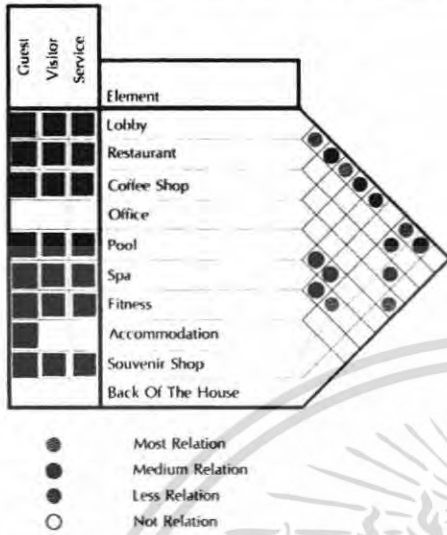 Guest
Visitor
Service
Element
Lobby
Restaurant
Coffee Shop
Office
Pool
Spa
Fitness
Accommodation
Souvenir Shop
Back Of The House
Most Relation
Medium Relation
Less Relation
Not Relation